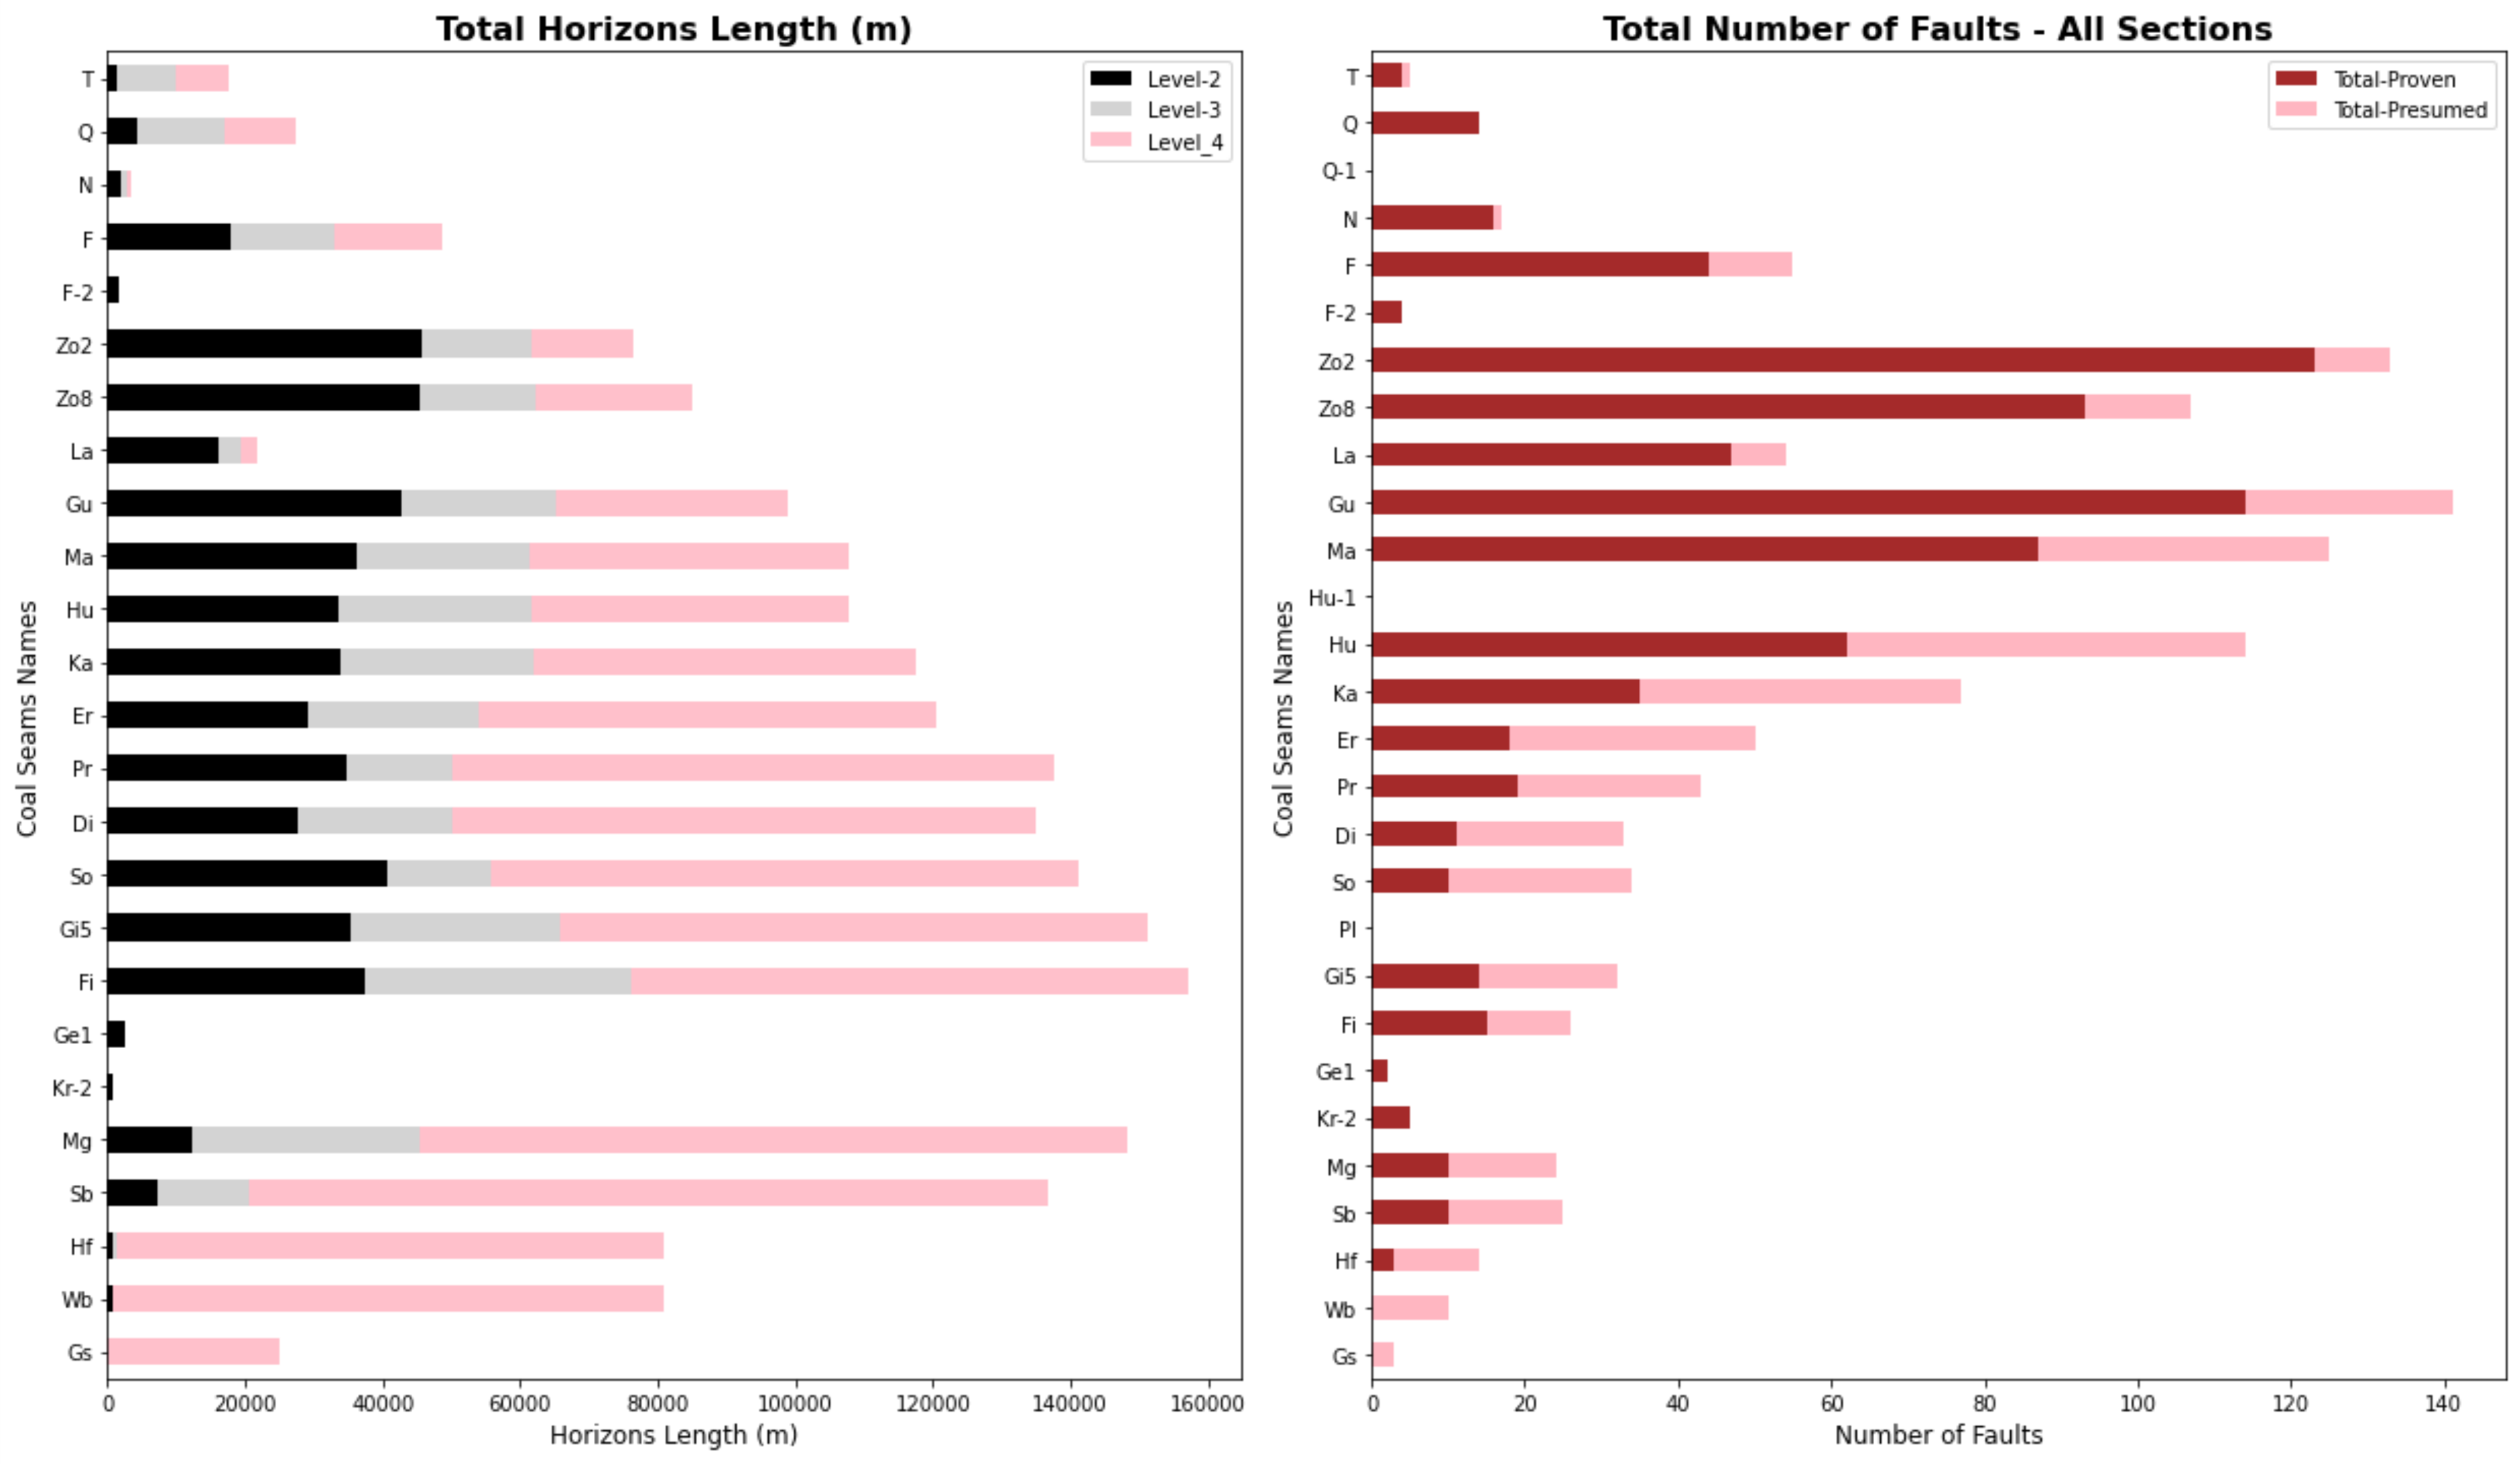 Total Horizons Length (m)
Level-2
Level-3
Level_4
T
Q
N
F
F-2
Zo2
Zo8
La
Gu
Ma
Hu
Ka
Er
Pr
Di
So
Gi5
Fi
Ge1
Kr-2
Mg
Sb
Hf
Wb
Gs
Coal Seams Names
0 20000 40000 60000 80000 100000 120000 140000 160000
Horizons Length (m)
Total Number of Faults - All Sections
Total-Proven
Total-Presumed
T
Q
Q-1
N
F
F-2
Zo2
Zo8
La
Gu
Ma
Hu-1
Hu
Ka
Er
Pr
Di
So
Pl
Gi5
Fi
Ge1
Kr-2
Mg
Sb
Hf
Wb
Gs
Coal Seams Names
0 20 40 60 80 100 120 140
Number of Faults